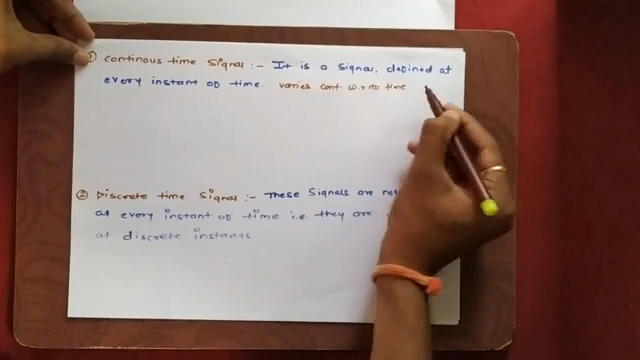 ① Continous time Signal :- It is a signal, defined at
every instant of time varies cont w.r.to time
② Discrete time Signal :- These Signals are not
at every instant of time i.e. they are
at discrete instants